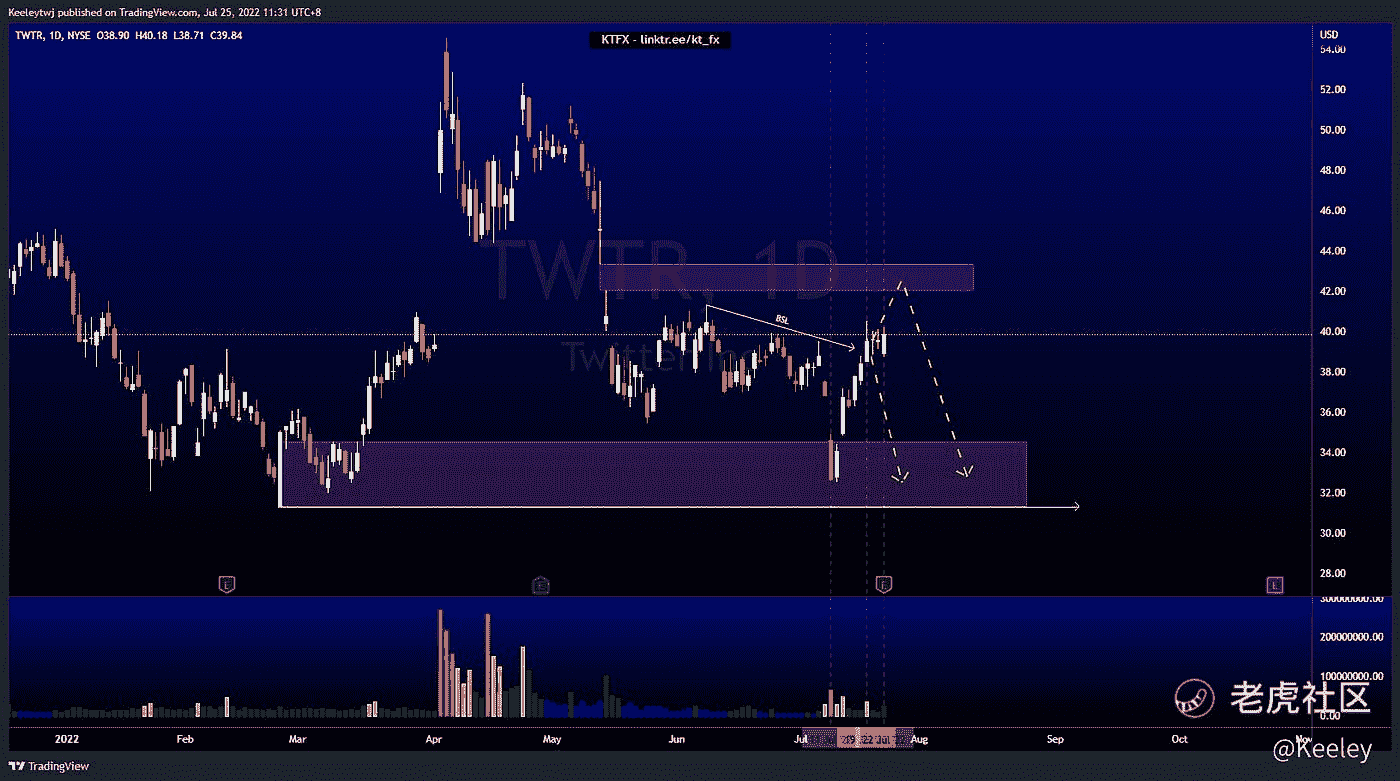 Keeleytwj published on TradingView.com, Jul 25, 2022 11:31 UTC+8
TWTR, 1D, NYSE O38.90 H40.18 L38.71 C39.84
KTFX - linktr.ee/kt_fx
USD
54.00
52.00
50.00
48.00
46.00
44.00
42.00
40.00
38.00
36.00
34.00
32.00
30.00
28.00
TWTR, 1D
Twitter Inc
BSL
E
E
E
E
300000000.00
200000000.00
100000000.00
0.00
2022
Feb
Mar
Apr
May
Jun
Jul
Aug
Sep
Oct
Nov
老虎社区
@Keeley
TradingView